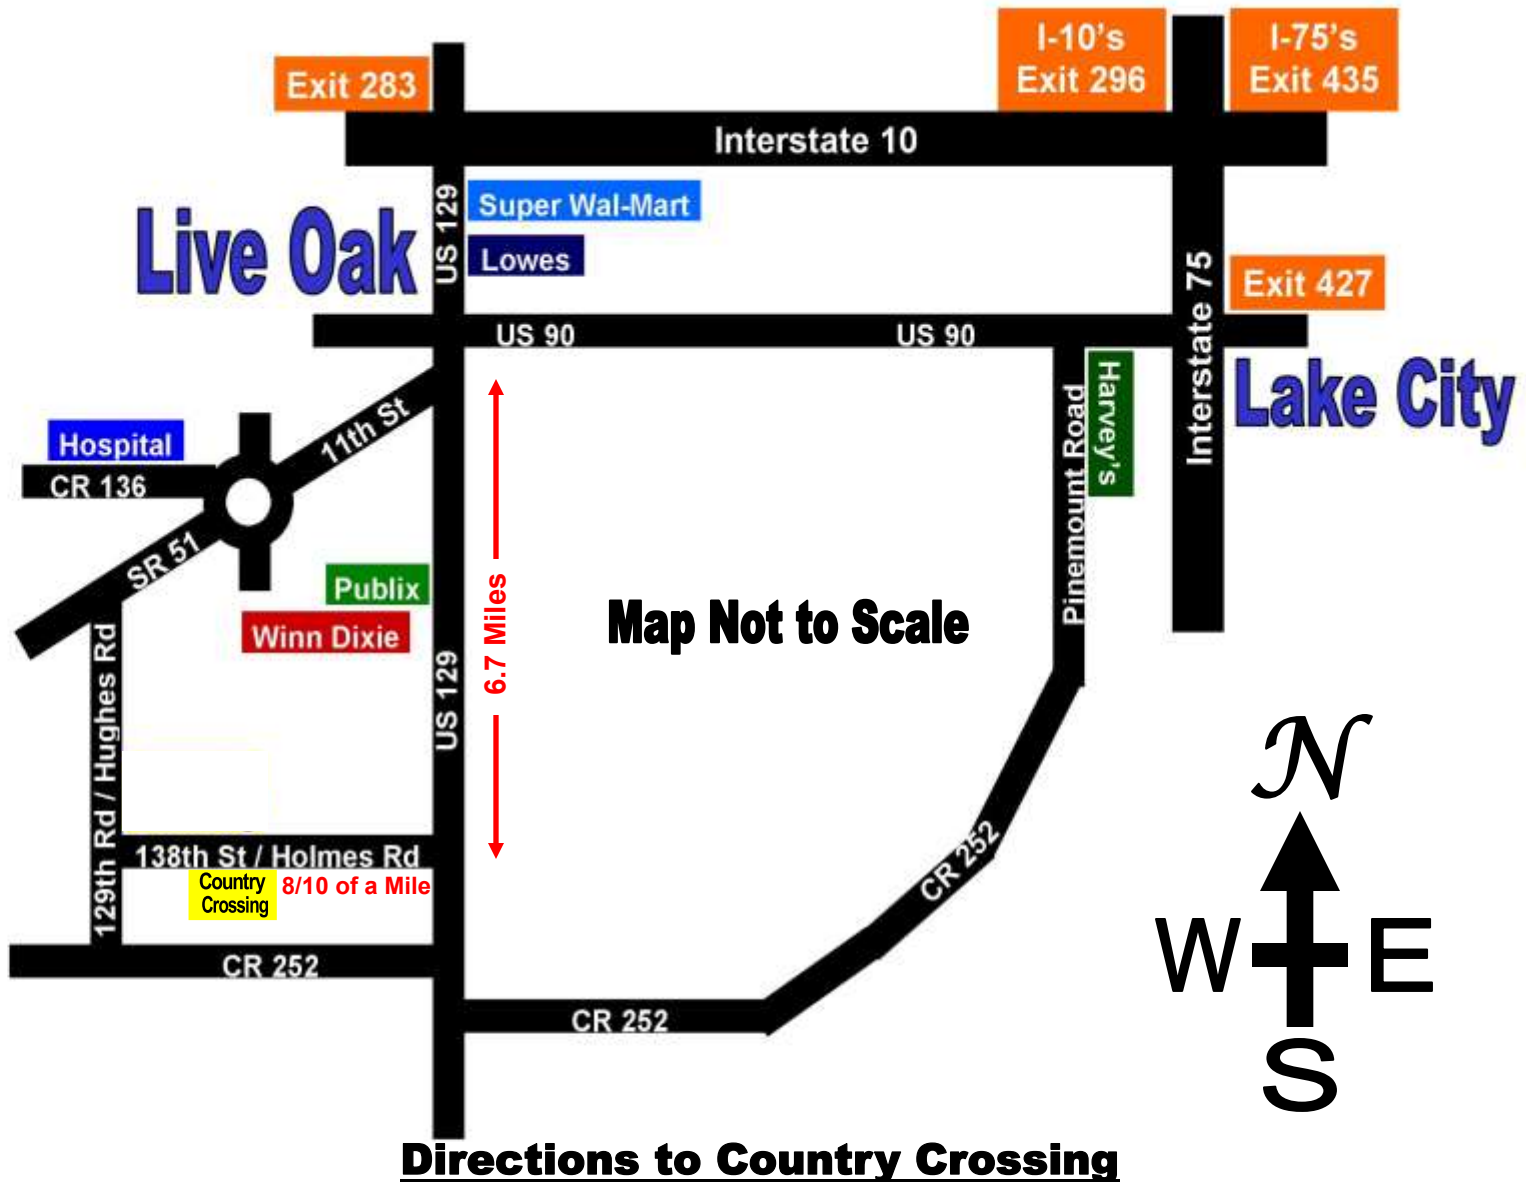 I-10's
Exit 296
I-75's
Exit 435
Exit 283
Interstate 10
Live Oak
US 129
Super Wal-Mart
Lowes
Interstate 75
Exit 427
US 90
US 90
Lake City
Harvey's
Pinemount Road
11th St
Hospital
CR 136
SR 51
Publix
Winn Dixie
6.7 Miles
Map Not to Scale
US 129
129th Rd / Hughes Rd
138th St / Holmes Rd
Country
Crossing
8/10 of a Mile
CR 252
CR 252
CR 252
N
W
E
S
Directions to Country Crossing